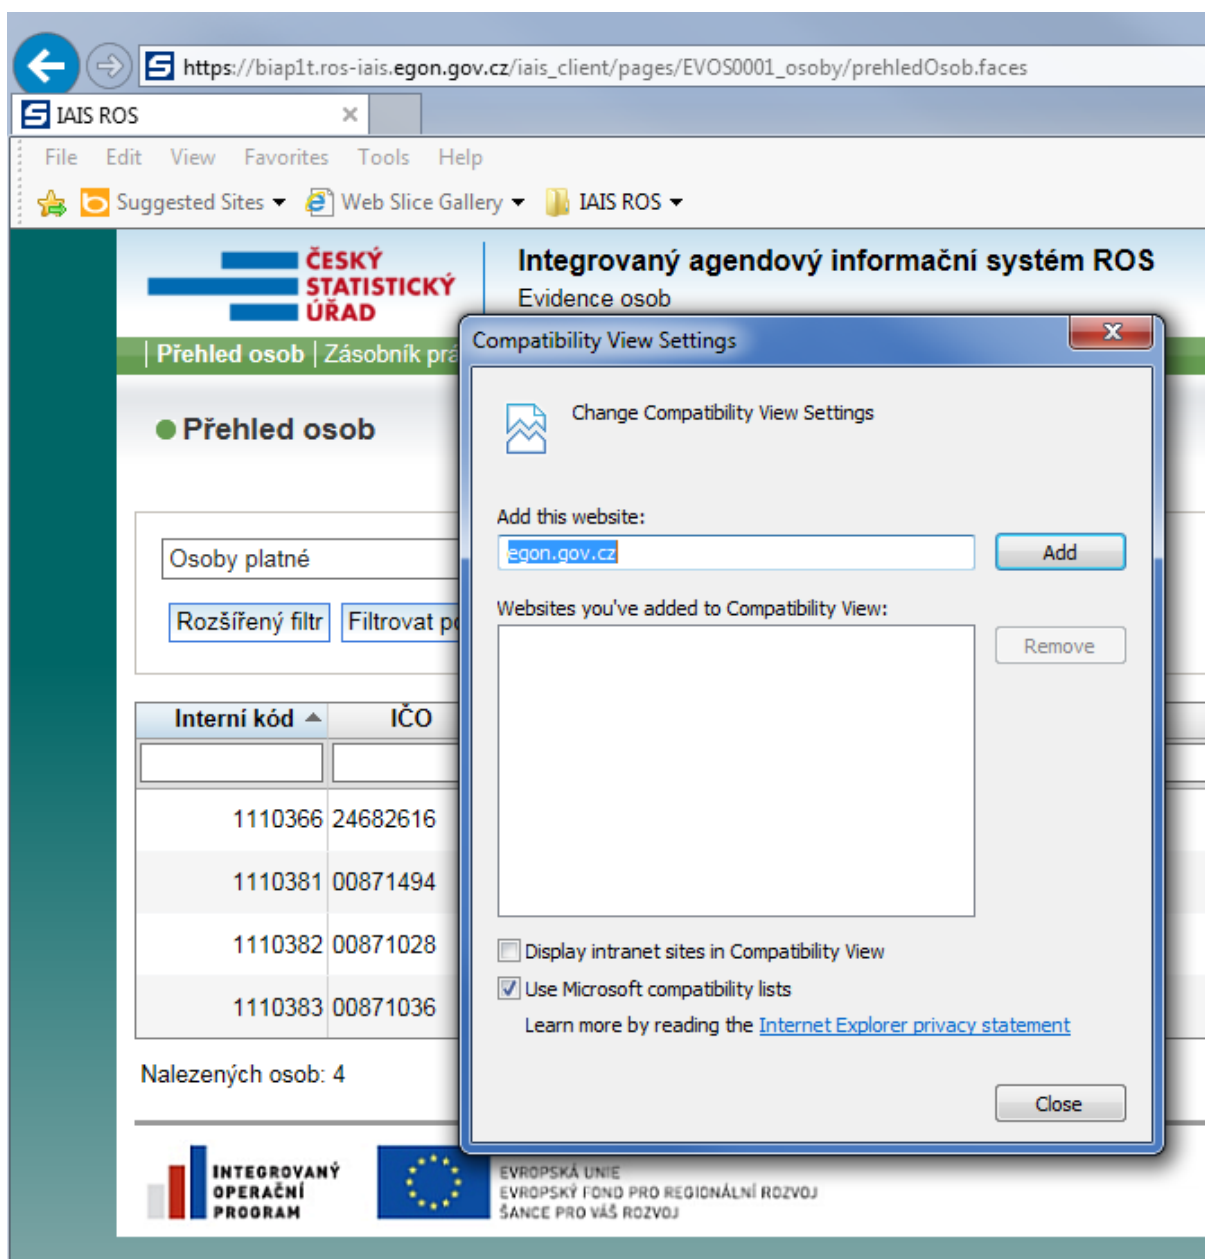 https://biap1t.ros-iais.egon.gov.cz/iais_client/pages/EVOS0001_osoby/prehledOsob.faces
IAIS ROS
File Edit View Favorites Tools Help
Suggested Sites Web Slice Gallery IAIS ROS
ČESKÝ
STATISTICKÝ
ÚŘAD
Integrovaný agendový informační systém ROS
Evidence osob
Přehled osob Zásobník
Přehled osob
Osoby platné
Rozšířený filtr Filtrovat
Interní kód IČO
1110366 24682616
1110381 00871494
1110382 00871028
1110383 00871036
Nalezených osob: 4
Compatibility View Settings
Change Compatibility View Settings
Add this website:
egon.gov.cz Add
Websites you've added to Compatibility View:
Remove
Display intranet sites in Compatibility View
Use Microsoft compatibility lists
Learn more by reading the Internet Explorer privacy statement
Close
INTEGROVANÝ
OPERAČNÍ
PROGRAM
EVROPSKÁ UNIE
EVROPSKÝ FOND PRO REGIONÁLNÍ ROZVOJ
ŠANCE PRO VÁŠ ROZVOJ